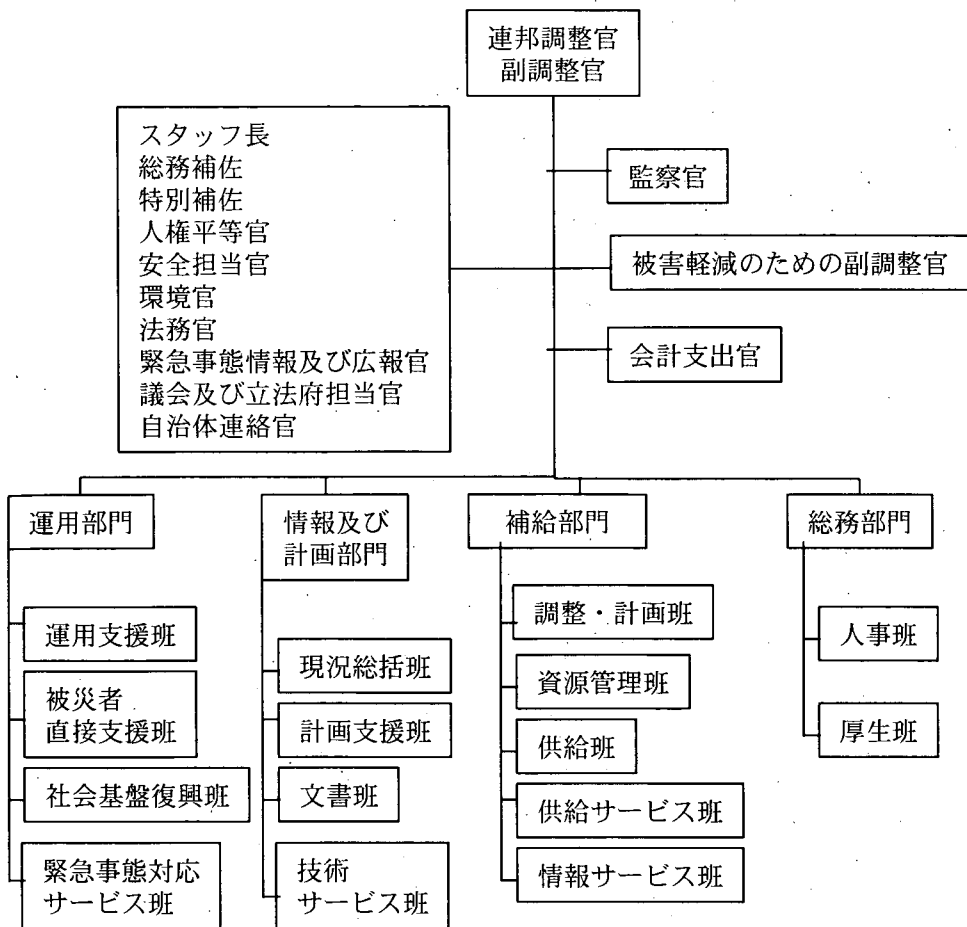 連邦調整官
副調整官
スタッフ長
総務補佐
特別補佐
人権平等官
安全担当官
環境官
法務官
緊急事態情報及び広報官
議会及び立法府担当官
自治体連絡官
監察官
被害軽減のための副調整官
会計支出官
運用部門
運用支援班
被災者
直接支援班
社会基盤復興班
緊急事態対応
サービス班
情報及び
計画部門
現況総括班
計画支援班
文書班
技術
サービス班
補給部門
調整・計画班
資源管理班
供給班
供給サービス班
情報サービス班
総務部門
人事班
厚生班